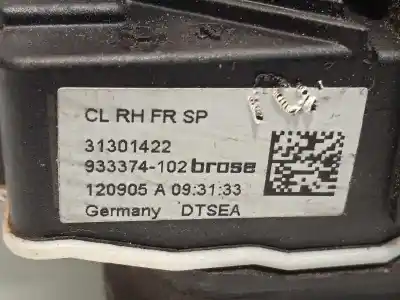 CL RH FR SP
31301422
933374-102 brose
120905 A 09:31:33
Germany DTSEA